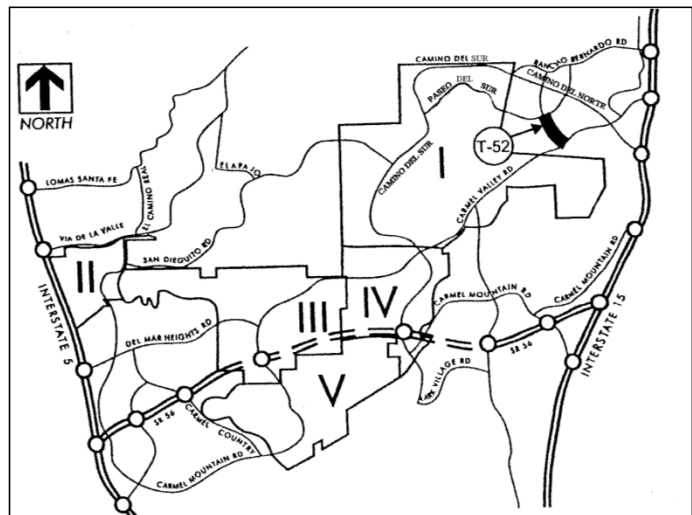 CAMINO DEL SUR
RANCHO BERNARDO RD
PASEO DEL SUR
CAMINO DEL NORTE
NORTH
T-52
LOMAS SANTA FE
EL CAMINO REAL
EL APAJO
CAMINO DEL SUR
I
CARMEL VALLEY RD
VIA DE LA VALLE
SAN DIEGUITO RD
II
INTERSTATE 5
III
IV
CARMEL MOUNTAIN RD
CARMEL MOUNTAIN RD
DEL MAR HEIGHTS RD
SR 56
INTERSTATE 15
V
PARK VILLAGE RD
SR 56
CARMEL COUNTRY
CARMEL MOUNTAIN RD